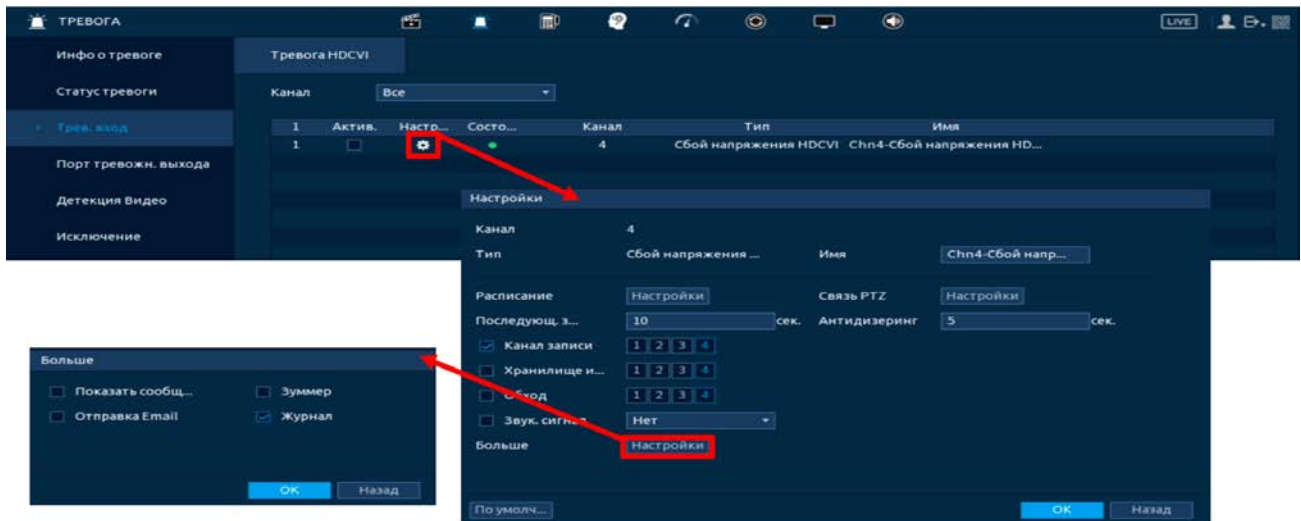 ТРЕВОГА LIVE
Инфо о тревоге
Статус тревоги
Трев. вход
Порт тревожн. выхода
Детекция Видео
Исключение
Тревога HDCVI
Канал Все
1 Актив. Настр... Состо... Канал Тип Имя
1 4 Сбой напряжения HDCVI Chn4-Сбой напряжения HD...
Настройки
Канал 4
Тип Сбой напряжения ... Имя Chn4-Сбой напр...
Расписание Настройки Связь PTZ Настройки
Последующ. з... 10 сек. Антидизеринг 5 сек.
Канал записи 1 2 3 4
Хранилище и... 1 2 3 4
Обход 1 2 3 4
Звук. сигнал Нет
Больше Настройки
По умолч... OK Назад
Больше
Показать сообщ... Зуммер
Отправка Email Журнал
OK Назад